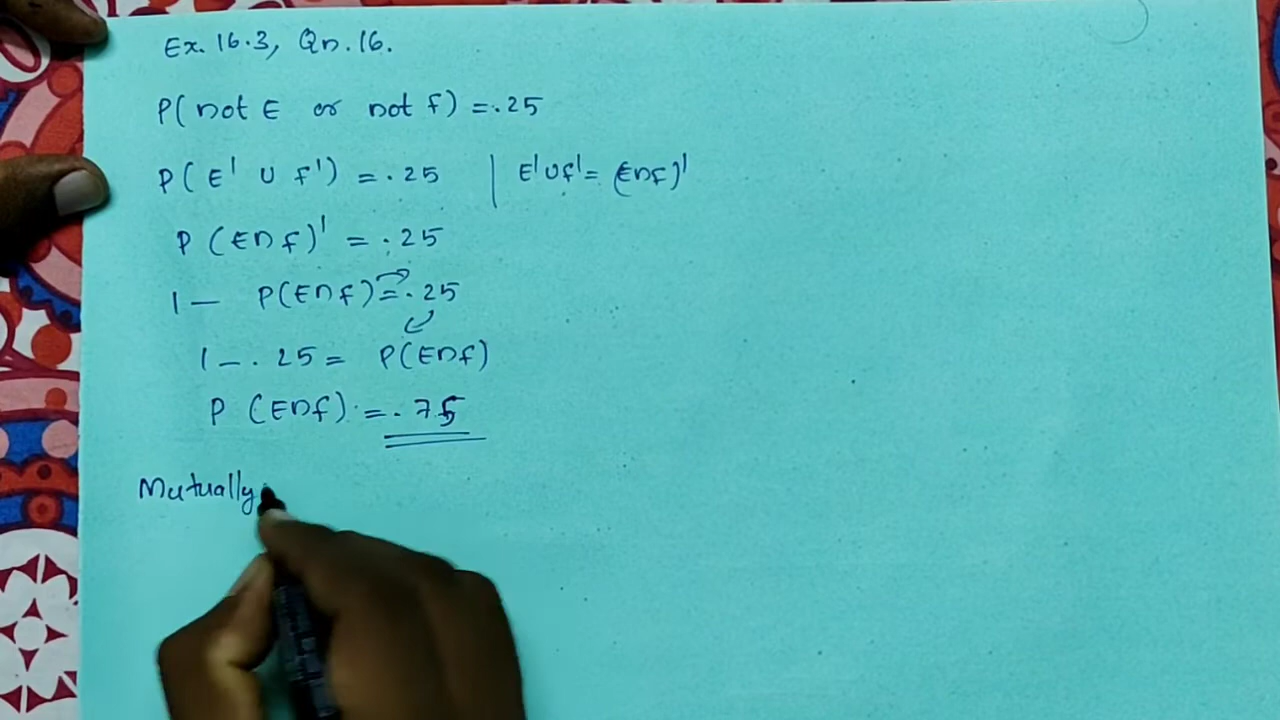 Ex. 16.3, Qn. 16.
P( not E or not F) = .25
P( E' ∪ F') = .25 | E'∪F' = (E∩F)'
P (E∩F)' = .25
1 — P(E∩F) = .25
1 — .25 = P(E∩F)
P (E∩F) = .75
Mutually